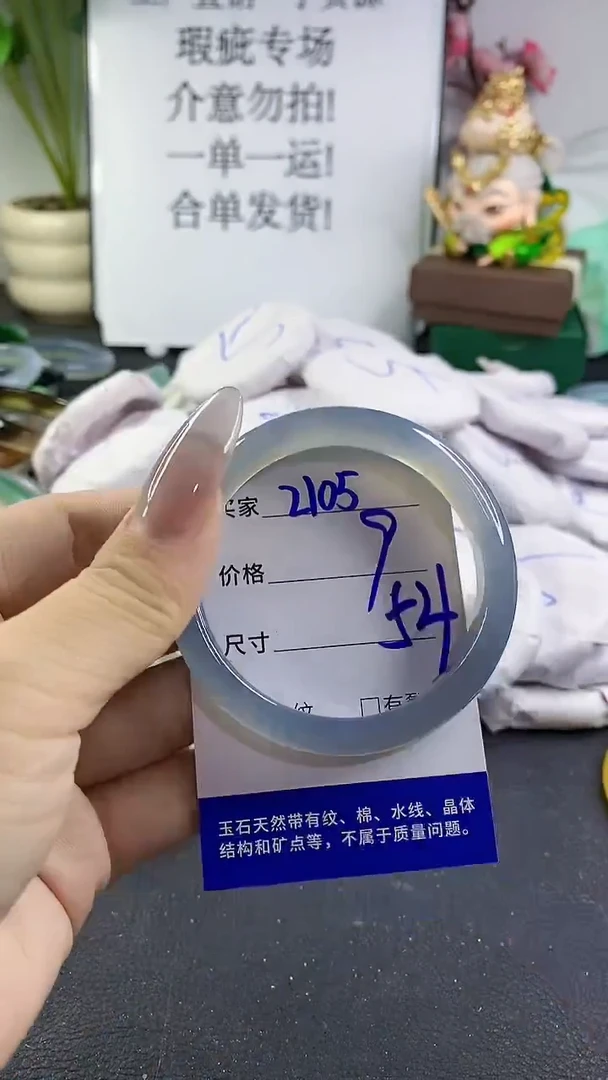 瑕疵专场
介意勿拍!
一单一运!
合单发货!
买家 2105
价格 9
尺寸 54
纹 □有
玉石天然带有纹、棉、水线、晶体
结构和矿点等，不属于质量问题。